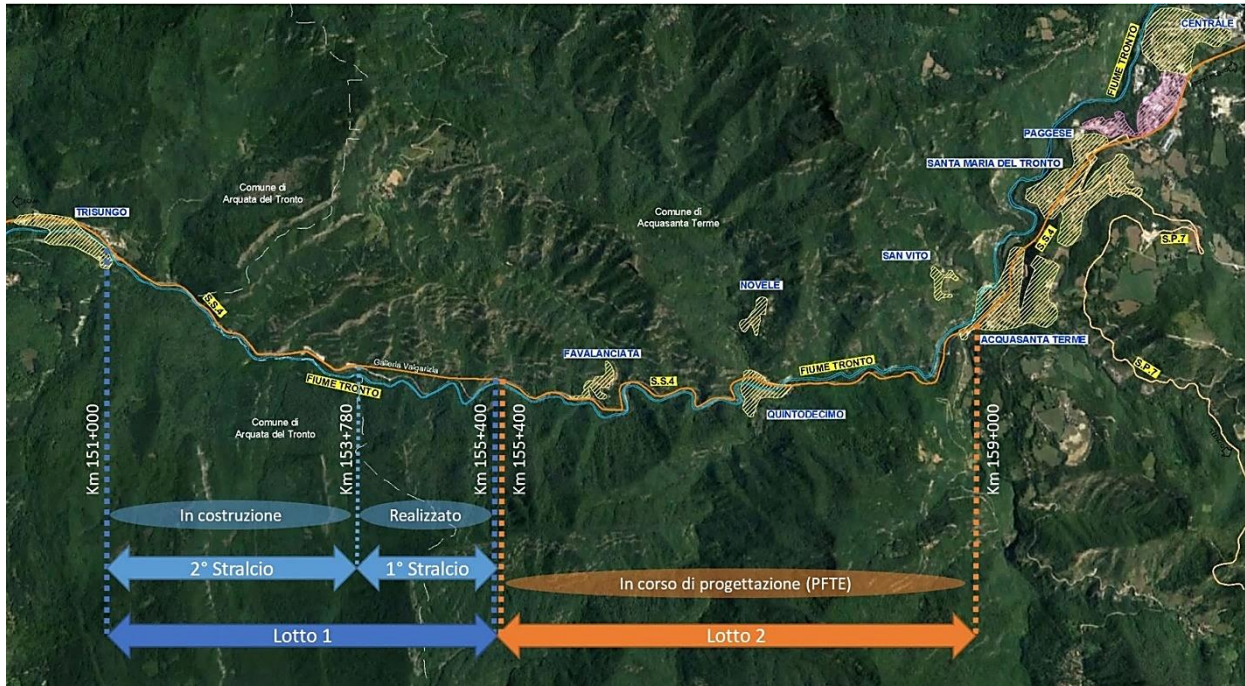 CENTRALE
FIUME TRONTO
PAGGESE
SANTA MARIA DEL TRONTO
Comune di
Arquata del Tronto
TRISUNGO
Comune di
Acquasanta Terme
S.S.4
S.P.7
SAN VITO
NOVELE
S.S.4
ACQUASANTA TERME
Galleria Valgarizia
FAVALANCIATA
FIUME TRONTO
S.S.4
FIUME TRONTO
S.P.7
QUINTODECIMO
Comune di
Arquata del Tronto
Km 151+000
Km 153+780
Km 155+400
Km 155+400
Km 159+000
In costruzione
Realizzato
2° Stralcio
1° Stralcio
In corso di progettazione (PFTE)
Lotto 1
Lotto 2